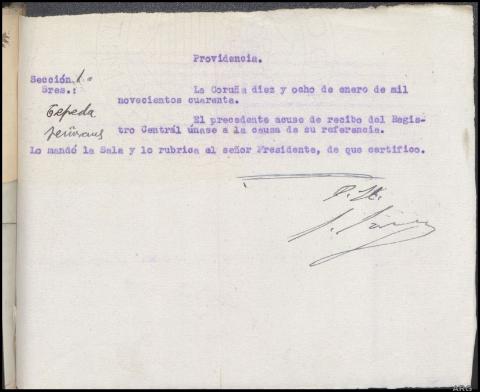 Providencia.
Sección 1.a
Sres.:
La Coruña diez y ocho de enero de mil
novecientos cuarenta.
Cepeda
El precedente acuse de recibo del Regis-
tro Central únase a la causa de su referencia.
Lo mandó la Sala y lo rubrica el señor Presidente, de que certifico.
ARG